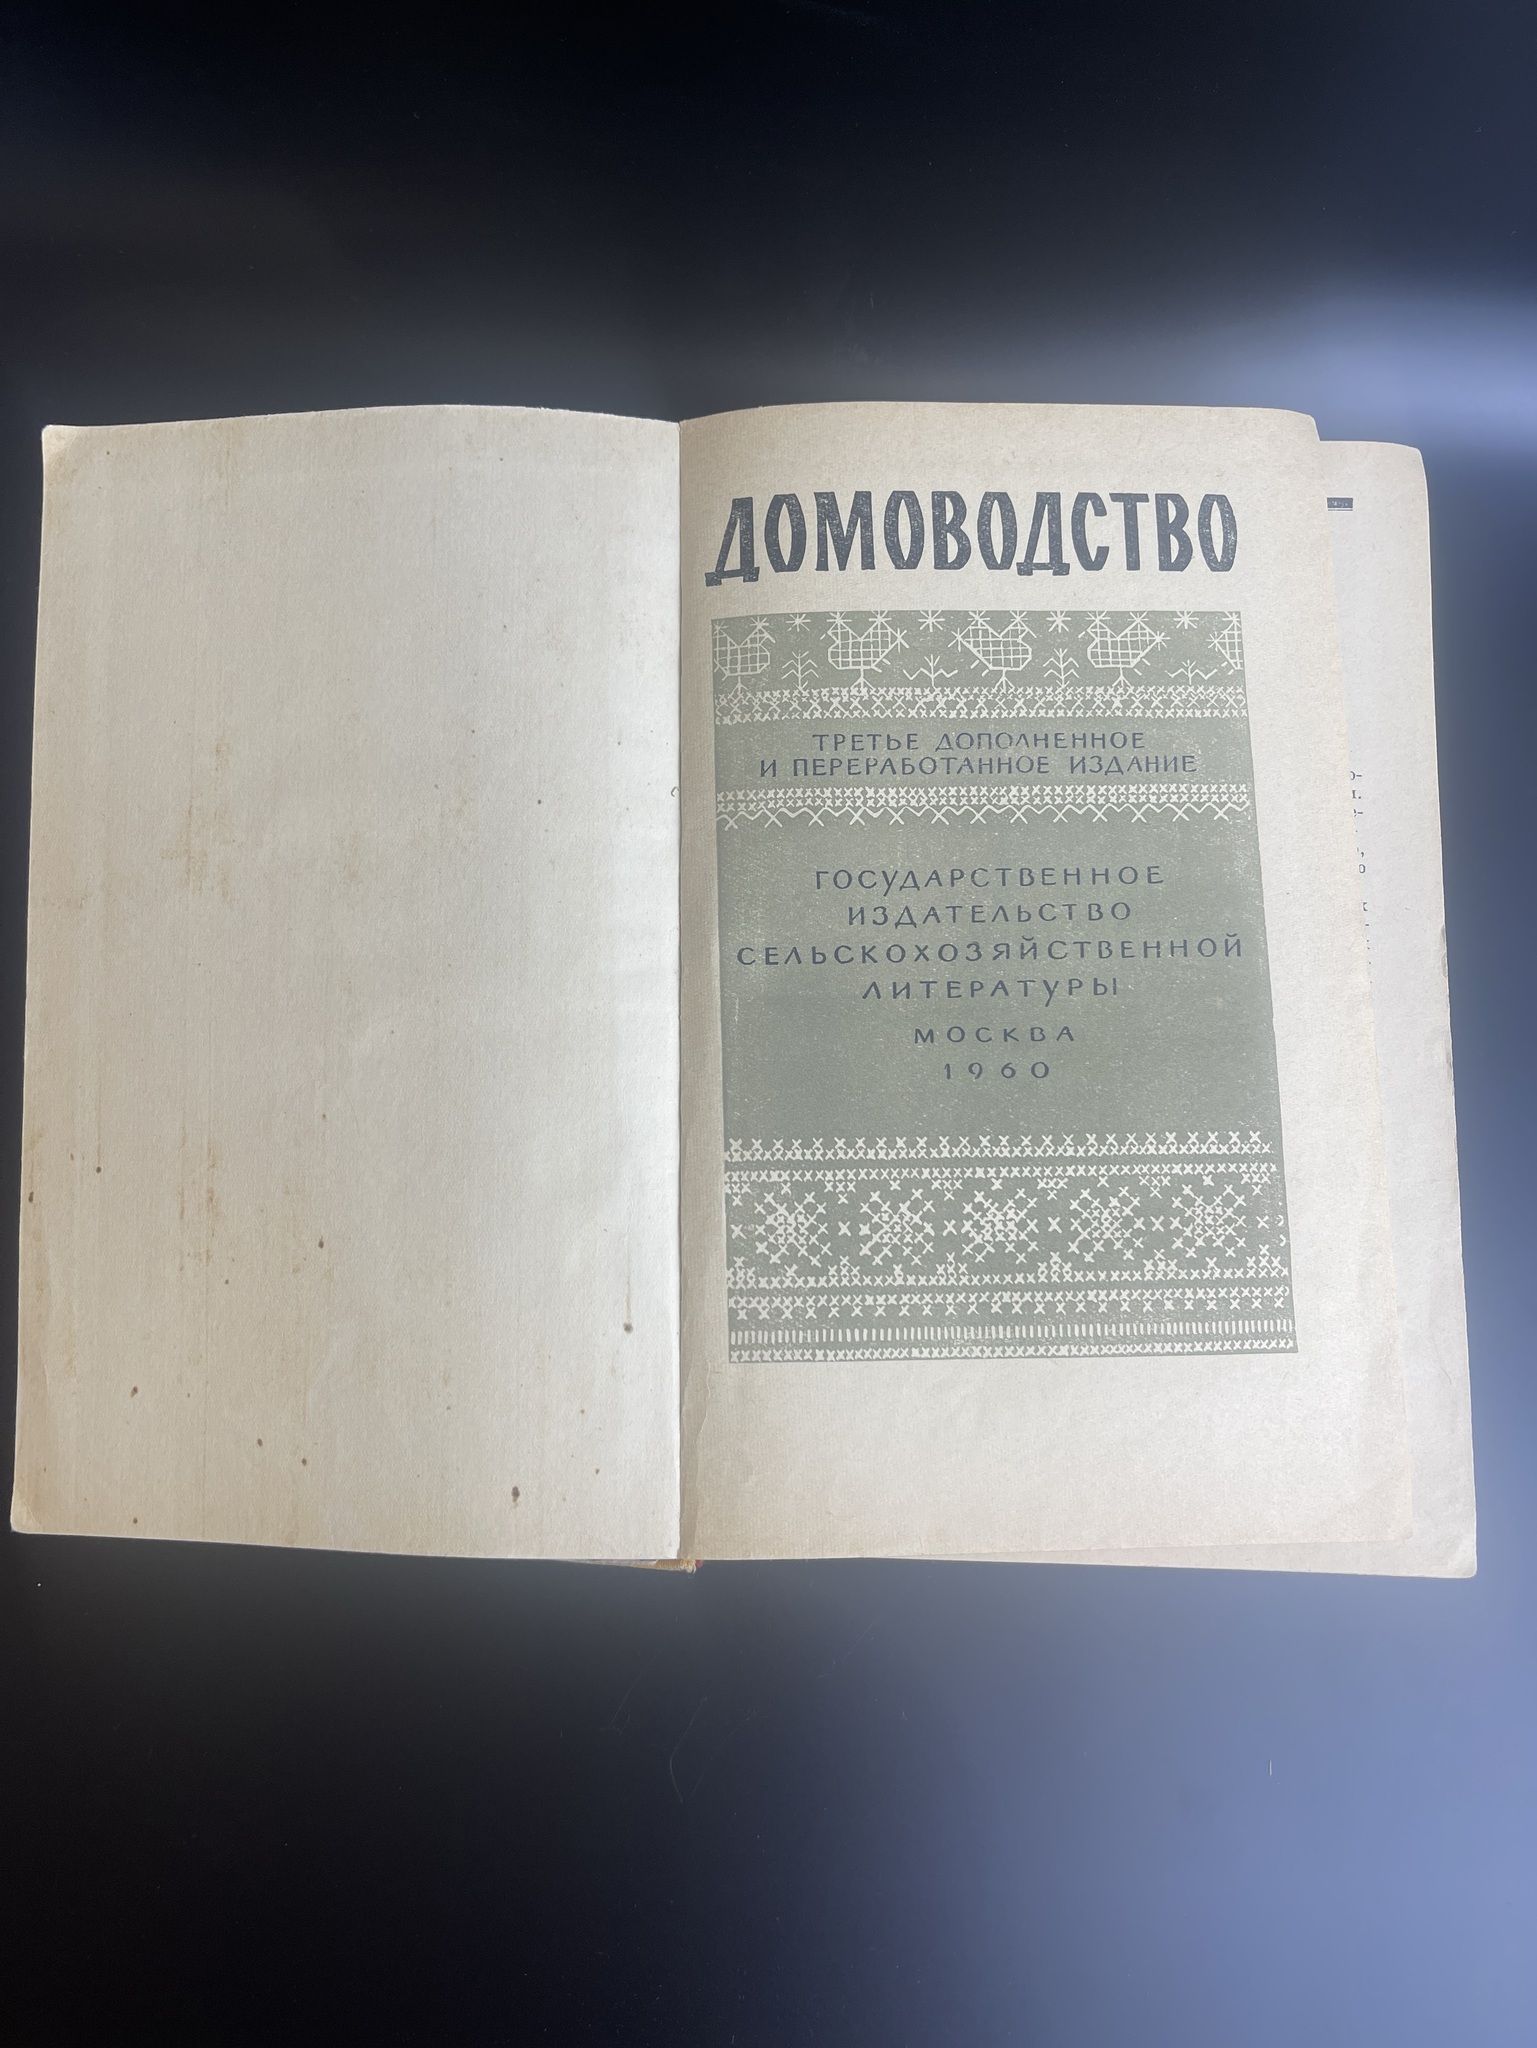 ДОМОВОДСТВО
ТРЕТЬЕ ДОПОЛНЕННОЕ
И ПЕРЕРАБОТАННОЕ ИЗДАНИЕ
ГОСУДАРСТВЕННОЕ
ИЗДАТЕЛЬСТВО
СЕЛЬСКОХОЗЯЙСТВЕННОЙ
ЛИТЕРАТУРЫ
МОСКВА
1960